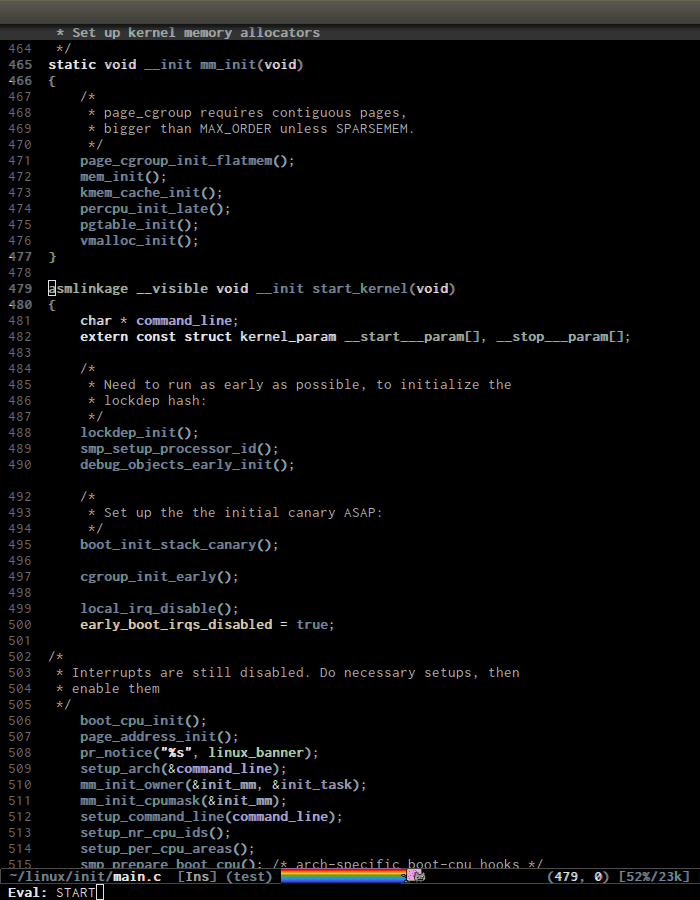 * Set up kernel memory allocators
464 */
465 static void __init mm_init(void)
466 {
467 /*
468 * page_cgroup requires contiguous pages,
469 * bigger than MAX_ORDER unless SPARSEMEM.
470 */
471 page_cgroup_init_flatmem();
472 mem_init();
473 kmem_cache_init();
474 percpu_init_late();
475 pgtable_init();
476 vmalloc_init();
477 }
478
479 asmlinkage __visible void __init start_kernel(void)
480 {
481 char * command_line;
482 extern const struct kernel_param __start___param[], __stop___param[];
483
484 /*
485 * Need to run as early as possible, to initialize the
486 * lockdep hash:
487 */
488 lockdep_init();
489 smp_setup_processor_id();
490 debug_objects_early_init();
492 /*
493 * Set up the the initial canary ASAP:
494 */
495 boot_init_stack_canary();
496
497 cgroup_init_early();
498
499 local_irq_disable();
500 early_boot_irqs_disabled = true;
501
502 /*
503 * Interrupts are still disabled. Do necessary setups, then
504 * enable them
505 */
506 boot_cpu_init();
507 page_address_init();
508 pr_notice("%s", linux_banner);
509 setup_arch(&command_line);
510 mm_init_owner(&init_mm, &init_task);
511 mm_init_cpumask(&init_mm);
512 setup_command_line(command_line);
513 setup_nr_cpu_ids();
514 setup_per_cpu_areas();
515 smp_prepare_boot_cpu(); /* arch-specific boot-cpu hooks */
~/linux/init/main.c [Ins] (test) (479, 0) [52%/23k]
Eval: START